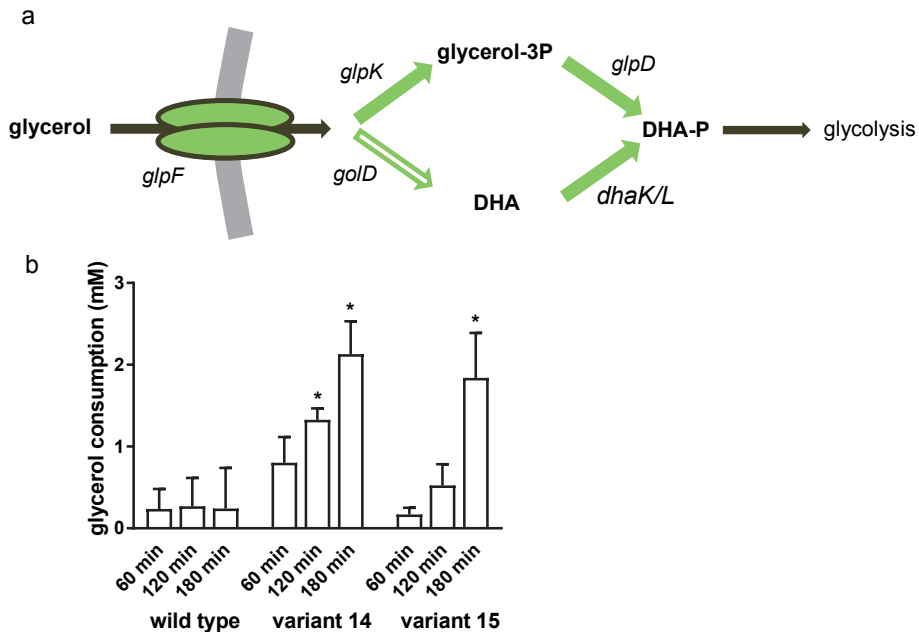 a
glycerol
glpF
glpK
glycerol-3P
glpD
golD
DHA
dhaK/L
DHA-P
glycolysis
b
glycerol consumption (mM)
3
2
1
0
*
*
*
60 min
120 min
180 min
60 min
120 min
180 min
60 min
120 min
180 min
wild type
variant 14
variant 15